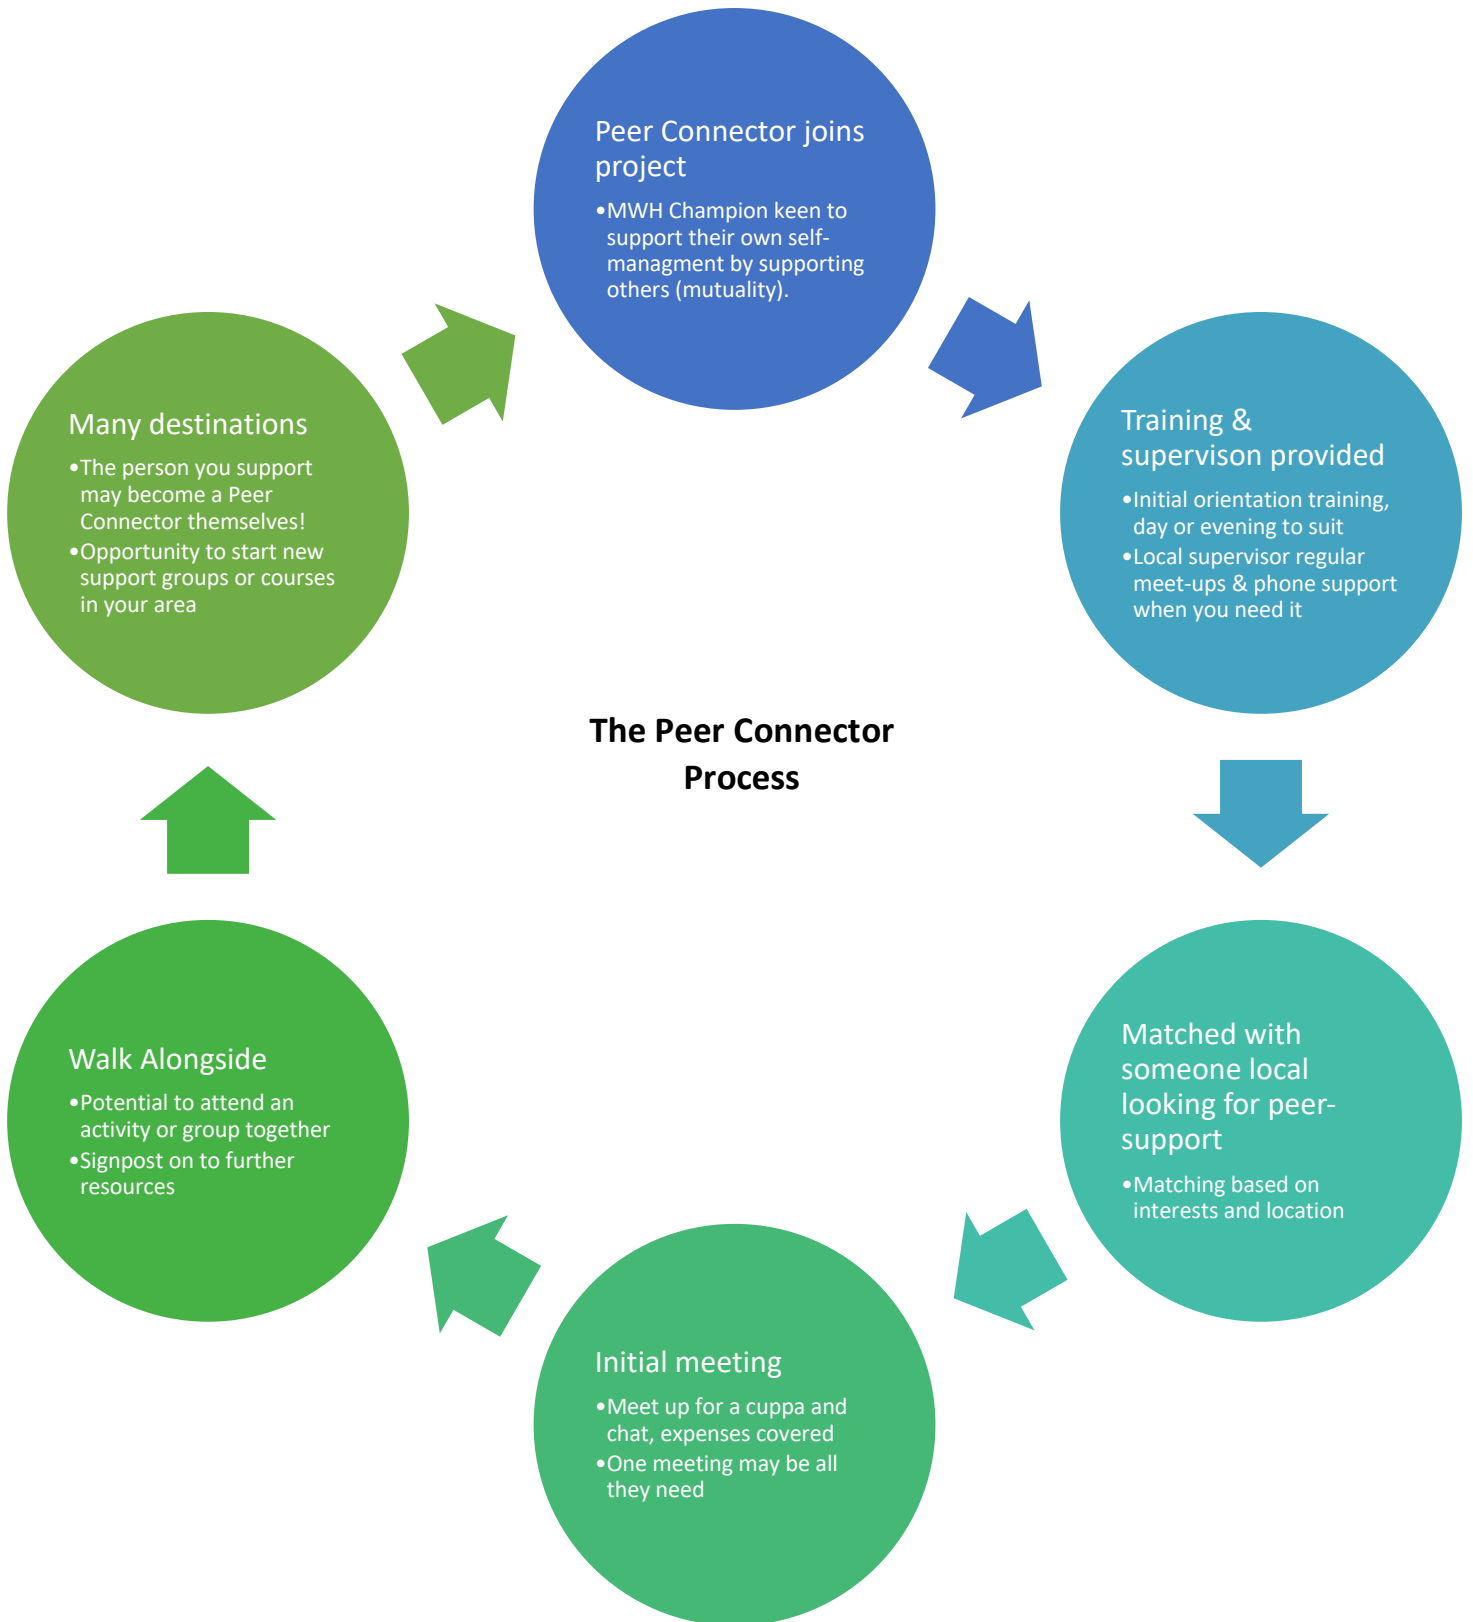 Peer Connector joins
project
•MWH Champion keen to
support their own self-
managment by supporting
others (mutuality).
Training &
supervison provided
•Initial orientation training,
day or evening to suit
•Local supervisor regular
meet-ups & phone support
when you need it
Matched with
someone local
looking for peer-
support
•Matching based on
interests and location
Initial meeting
•Meet up for a cuppa and
chat, expenses covered
•One meeting may be all
they need
Walk Alongside
•Potential to attend an
activity or group together
•Signpost on to further
resources
Many destinations
•The person you support
may become a Peer
Connector themselves!
•Opportunity to start new
support groups or courses
in your area
The Peer Connector
Process